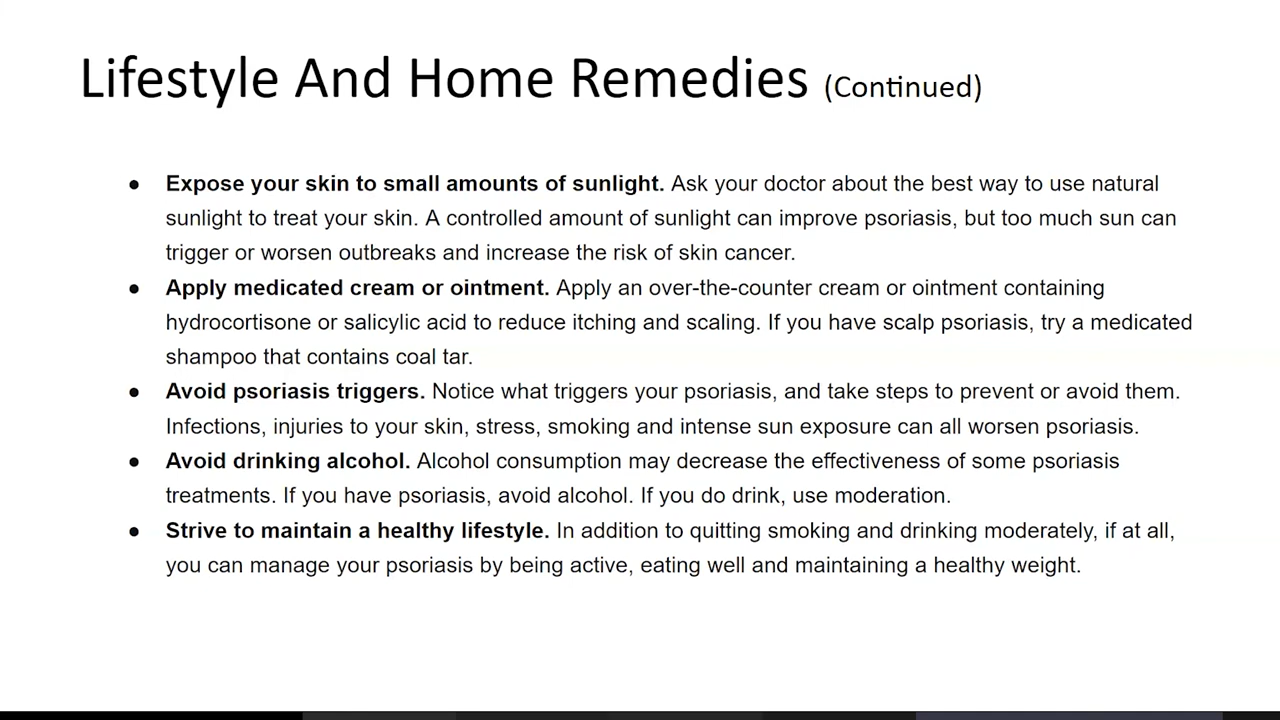 Lifestyle And Home Remedies (Continued)
● Expose your skin to small amounts of sunlight. Ask your doctor about the best way to use natural
sunlight to treat your skin. A controlled amount of sunlight can improve psoriasis, but too much sun can
trigger or worsen outbreaks and increase the risk of skin cancer.
● Apply medicated cream or ointment. Apply an over-the-counter cream or ointment containing
hydrocortisone or salicylic acid to reduce itching and scaling. If you have scalp psoriasis, try a medicated
shampoo that contains coal tar.
● Avoid psoriasis triggers. Notice what triggers your psoriasis, and take steps to prevent or avoid them.
Infections, injuries to your skin, stress, smoking and intense sun exposure can all worsen psoriasis.
● Avoid drinking alcohol. Alcohol consumption may decrease the effectiveness of some psoriasis
treatments. If you have psoriasis, avoid alcohol. If you do drink, use moderation.
● Strive to maintain a healthy lifestyle. In addition to quitting smoking and drinking moderately, if at all,
you can manage your psoriasis by being active, eating well and maintaining a healthy weight.